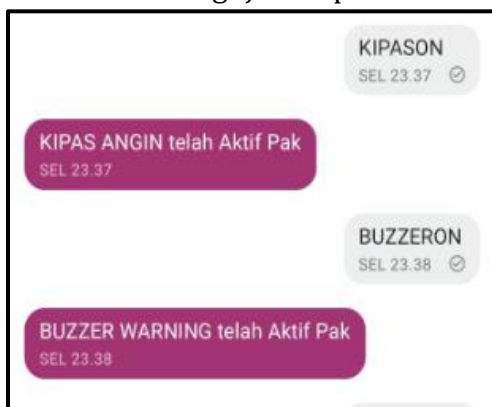 KIPASON
SEL 23.37
KIPAS ANGIN telah Aktif Pak
SEL 23.37
BUZZERON
SEL 23.38
BUZZER WARNING telah Aktif Pak
SEL 23.38